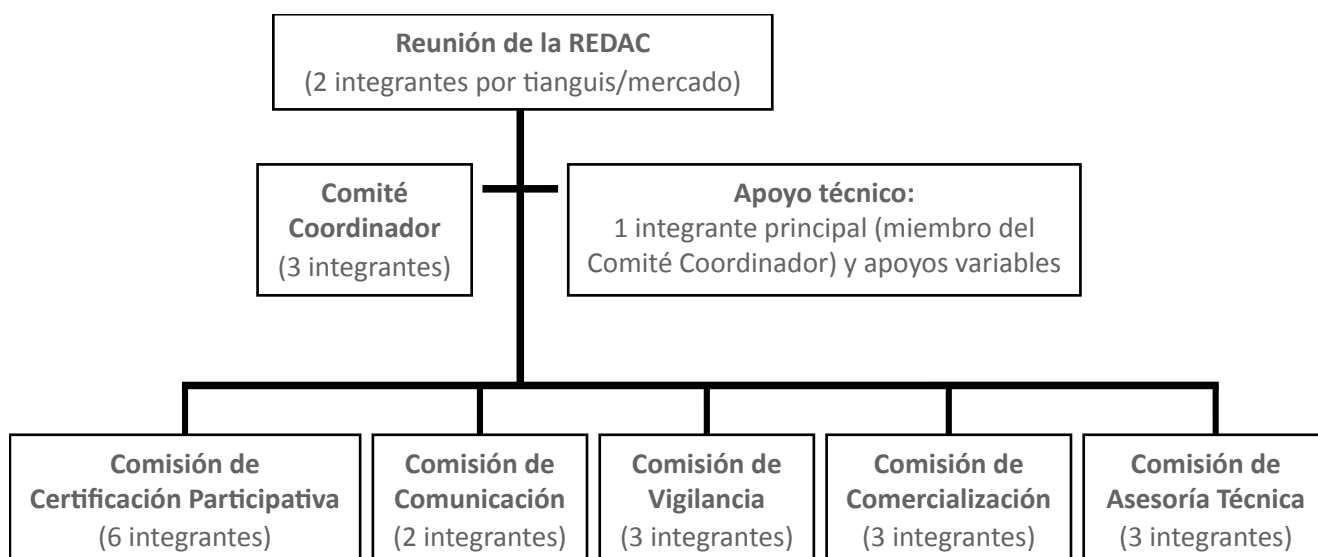 Reunión de la REDAC
(2 integrantes por tianguis/mercado)
Comité
Coordinador
(3 integrantes)
Apoyo técnico:
1 integrante principal (miembro del
Comité Coordinador) y apoyos variables
Comisión de
Certificación Participativa
(6 integrantes)
Comisión de
Comunicación
(2 integrantes)
Comisión de
Vigilancia
(3 integrantes)
Comisión de
Comercialización
(3 integrantes)
Comisión de
Asesoría Técnica
(3 integrantes)